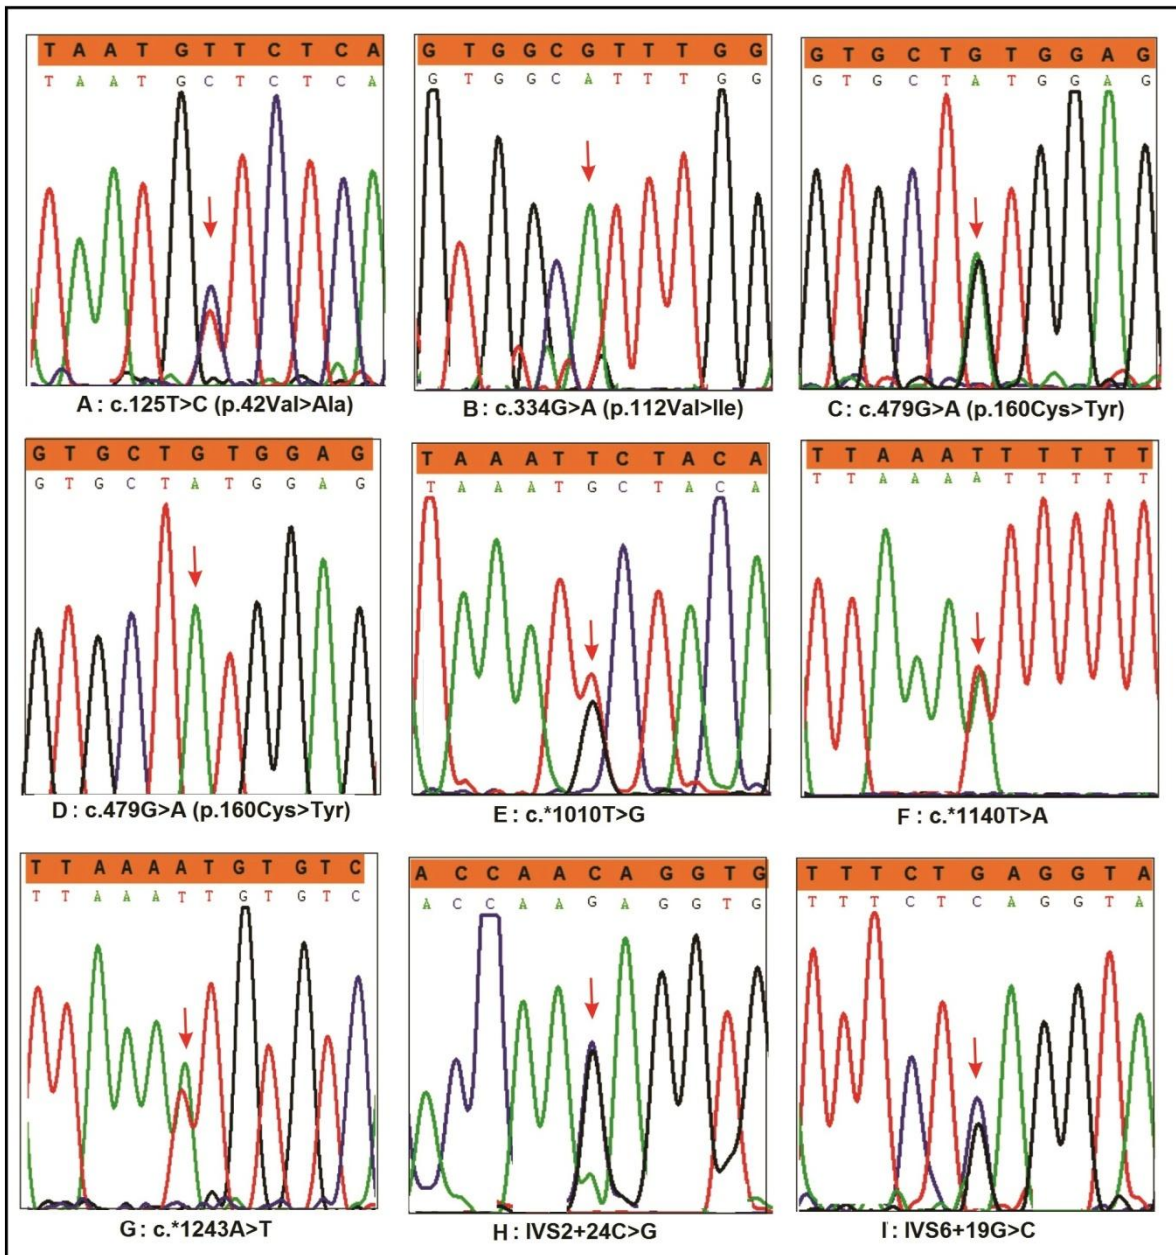 T A A T G T T C T C A
T A A T G C T C T C A
A : c.125T>C (p.42Val>Ala)
G T G G C G T T T G G
G T G G C A T T T G G
B : c.334G>A (p.112Val>Ile)
G T G C T G T G G A G
G T G C T A T G G A G
C : c.479G>A (p.160Cys>Tyr)
G T G C T G T G G A G
G T G C T A T G G A G
D : c.479G>A (p.160Cys>Tyr)
T A A A T T C T A C A
T A A A T G C T A C A
E : c.*1010T>G
T T A A A T T T T T T
T T A A A A T T T T T
F : c.*1140T>A
T T A A A A T G T G T C
T T A A A T T G T G T C
G : c.*1243A>T
A C C A A C A G G T G
A C C A A G A G G T G
H : IVS2+24C>G
T T T C T G A G G T A
T T T C T C A G G T A
I : IVS6+19G>C